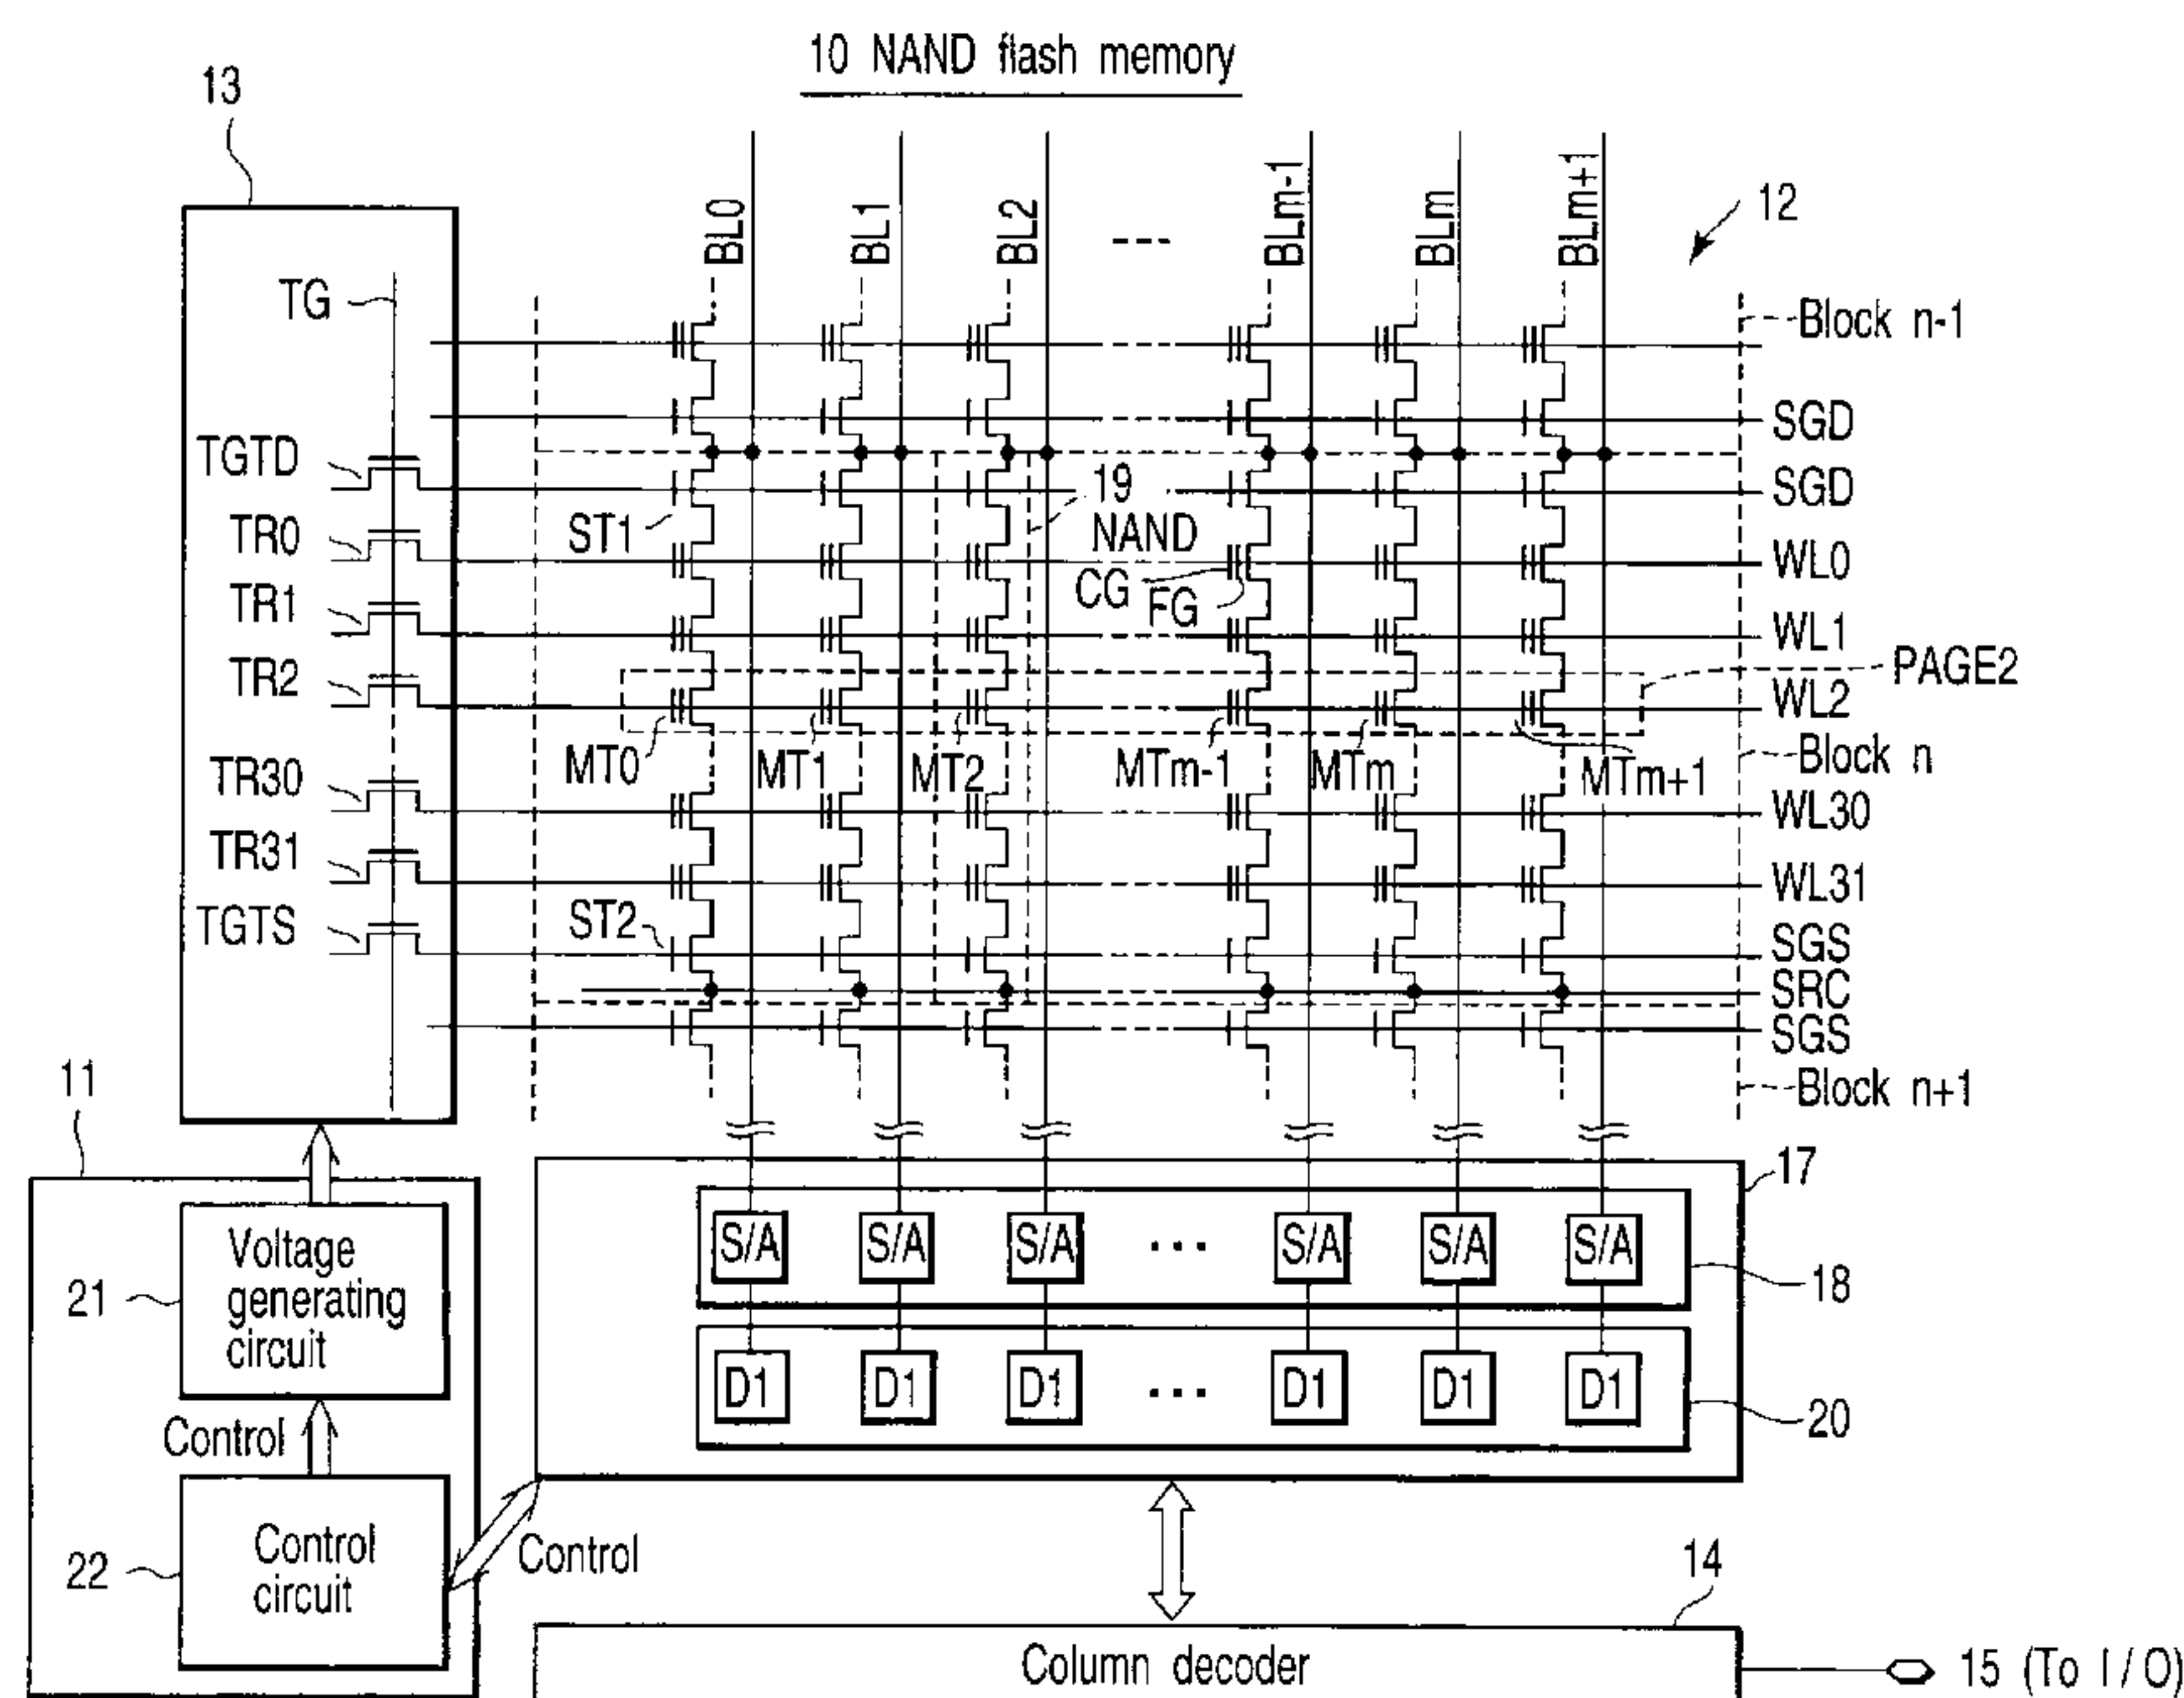 10 NAND flash memory
13
BL0
BL1
BL2
BLm-1
BLm
BLm+1
12
TG
Block n-1
SGD
TGTD
SGD
19
NAND
ST1
TR0
WL0
CG
FG
TR1
WL1
PAGE2
TR2
WL2
MT0
MT1
MT2
MTm-1
MTm
MTm+1
Block n
TR30
WL30
TR31
WL31
TGTS
ST2
SGS
SRC
SGS
Block n+1
11
17
S/A S/A S/A ... S/A S/A S/A
18
21
Voltage
generating
circuit
D1 D1 D1 ... D1 D1 D1
20
Control
22
Control
circuit
Control
14
Column decoder
15 (To I/O)